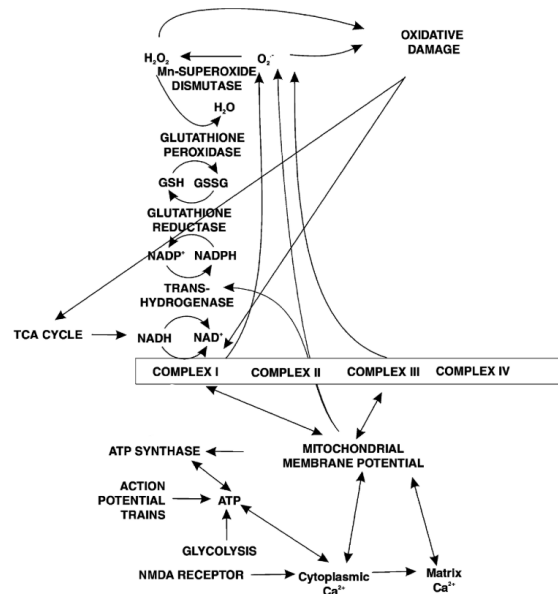 OXIDATIVE
DAMAGE
H₂O₂
O₂·⁻
Mn-SUPEROXIDE
DISMUTASE
H₂O
GLUTATHIONE
PEROXIDASE
GSH GSSG
GLUTATHIONE
REDUCTASE
NADP⁺ NADPH
TRANS-
HYDROGENASE
TCA CYCLE
NADH NAD⁺
COMPLEX I COMPLEX II COMPLEX III COMPLEX IV
ATP SYNTHASE
MITOCHONDRIAL
MEMBRANE POTENTIAL
ACTION
POTENTIAL
TRAINS
ATP
GLYCOLYSIS
NMDA RECEPTOR
Cytoplasmic
Ca²⁺
Matrix
Ca²⁺